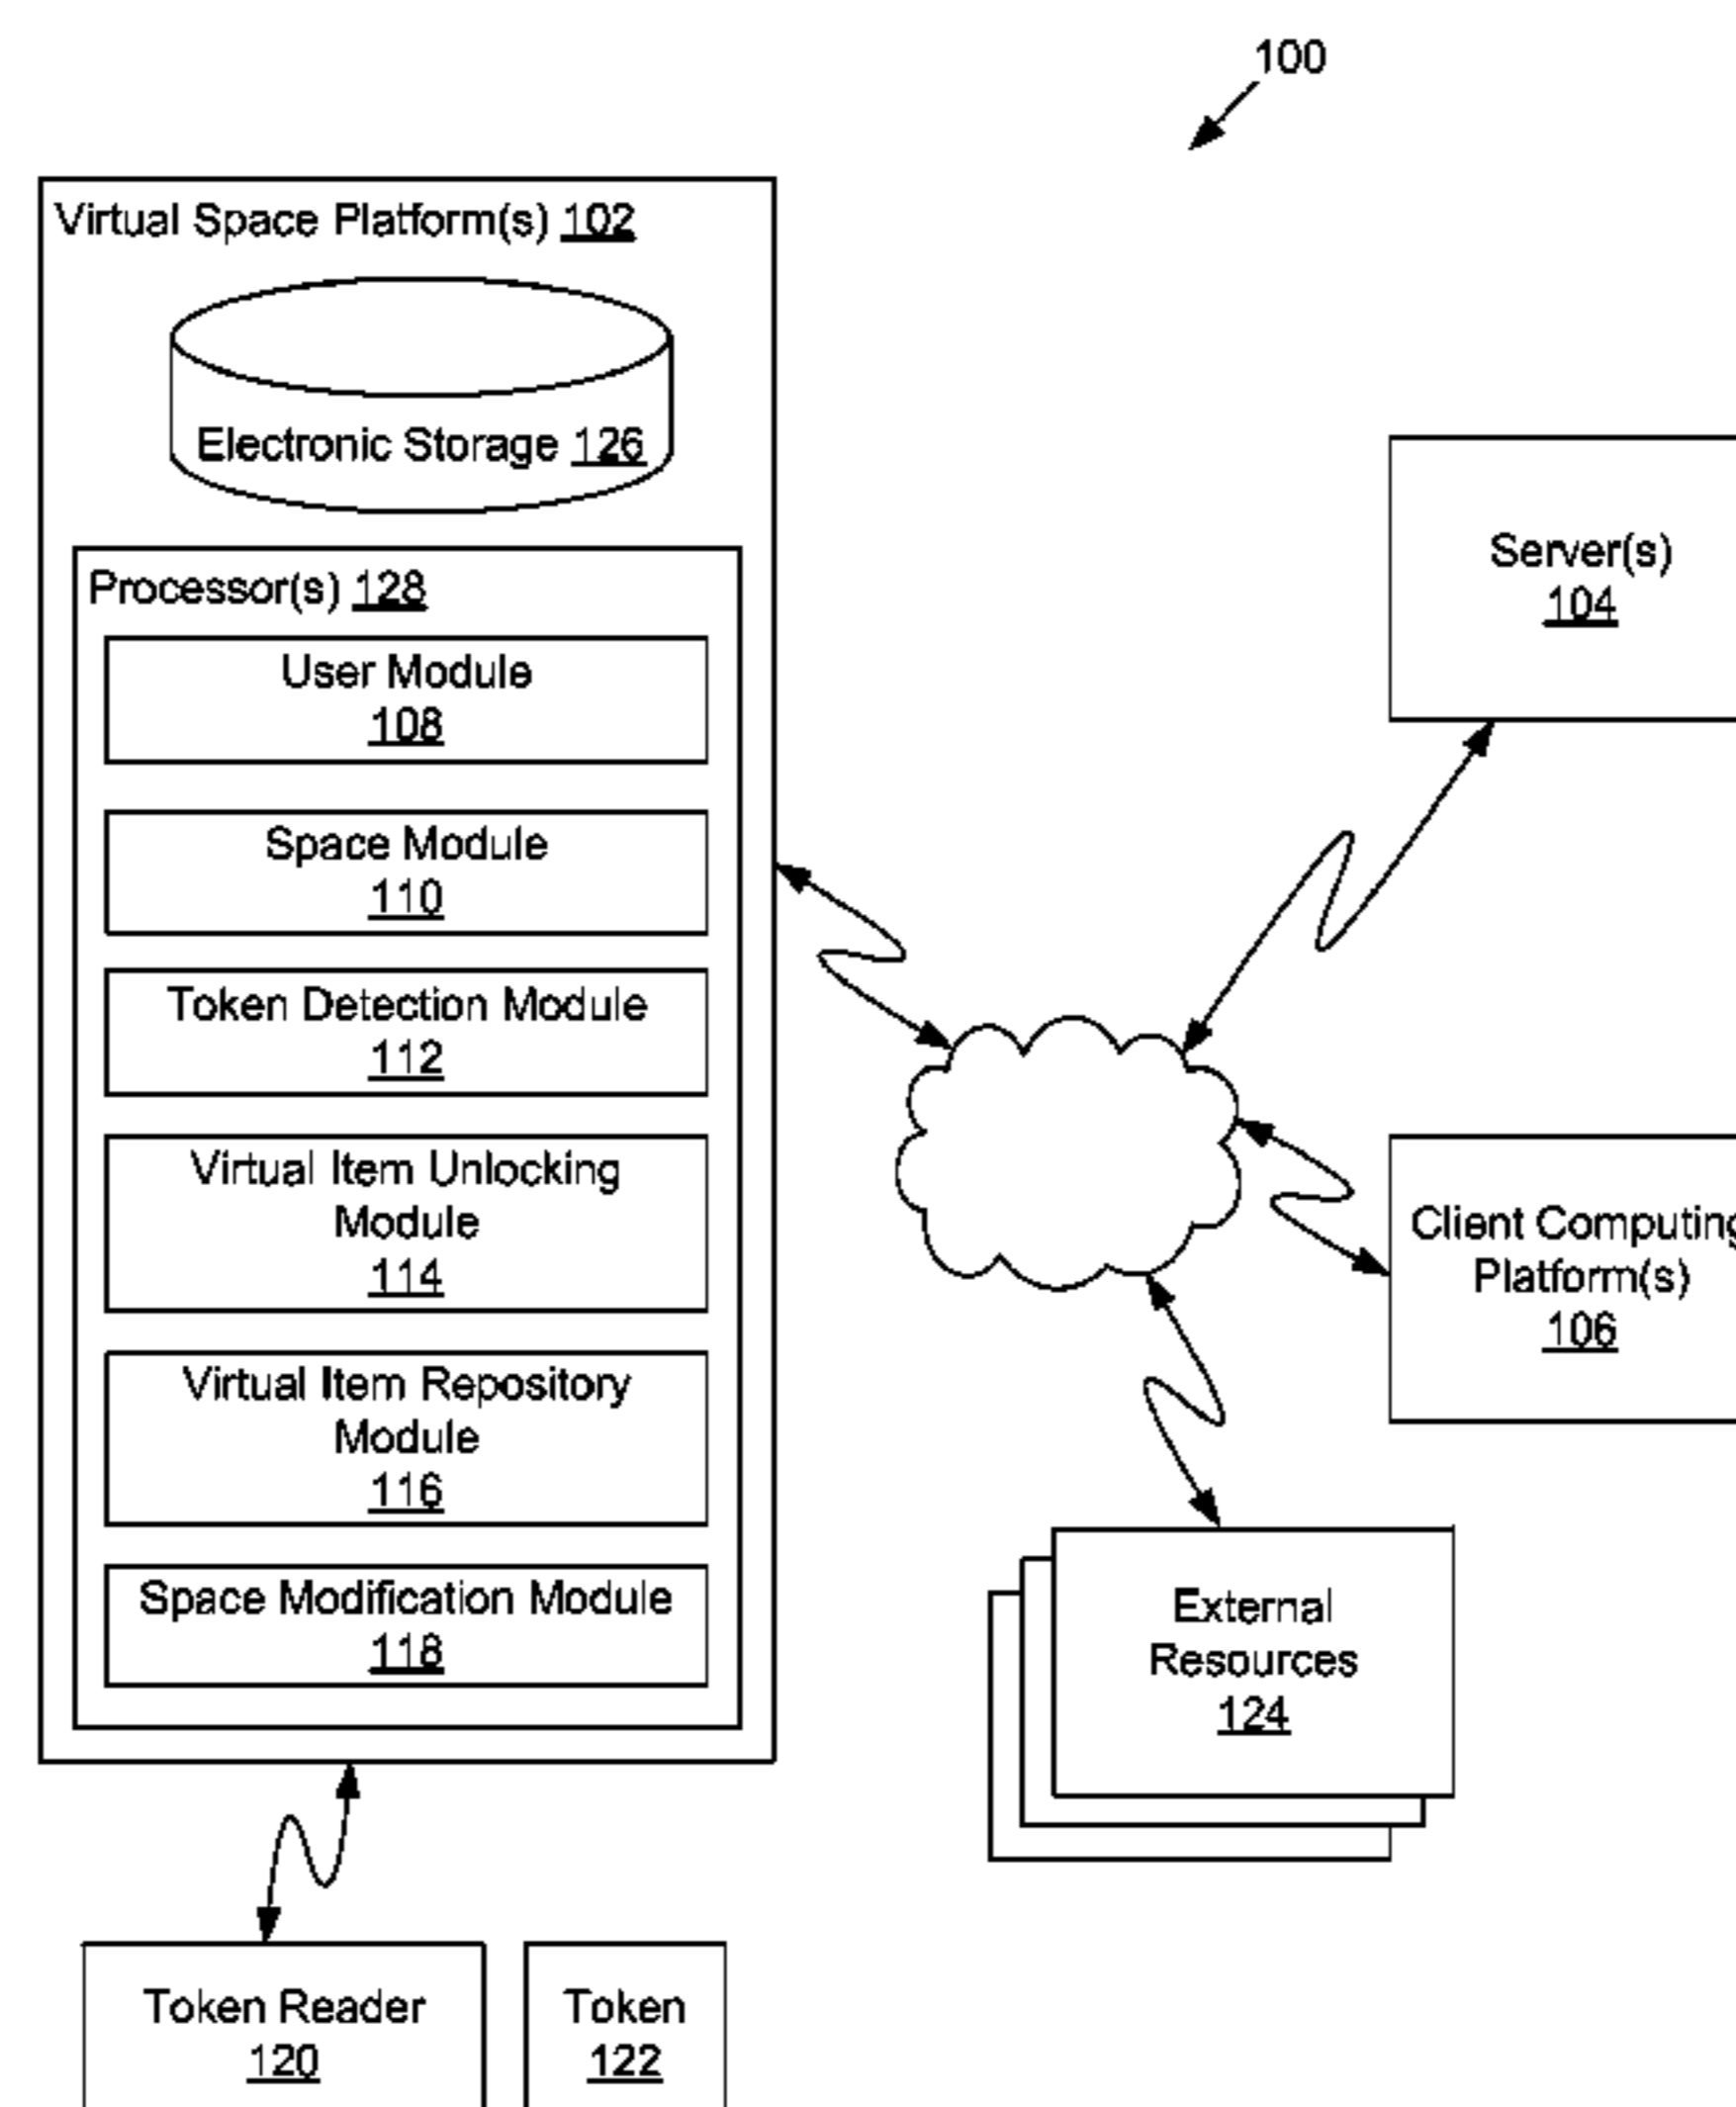 100
Virtual Space Platform(s) 102
Electronic Storage 126
Processor(s) 128
User Module
108
Space Module
110
Token Detection Module
112
Virtual Item Unlocking
Module
114
Virtual Item Repository
Module
116
Space Modification Module
118
Server(s)
104
Client Computing
Platform(s)
106
External
Resources
124
Token Reader
120
Token
122